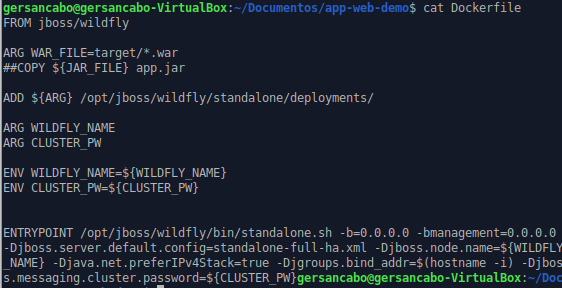 gersancabo@gersancabo-VirtualBox:~/Documentos/app-web-demo$ cat Dockerfile
FROM jboss/wildfly
ARG WAR_FILE=target/*.war
##COPY ${JAR_FILE} app.jar
ADD ${ARG} /opt/jboss/wildfly/standalone/deployments/
ARG WILDFLY_NAME
ARG CLUSTER_PW
ENV WILDFLY_NAME=${WILDFLY_NAME}
ENV CLUSTER_PW=${CLUSTER_PW}
ENTRYPOINT /opt/jboss/wildfly/bin/standalone.sh -b=0.0.0.0 -bmanagement=0.0.0.0
-Djboss.server.default.config=standalone-full-ha.xml -Djboss.node.name=${WILDFLY
_NAME} -Djava.net.preferIPv4Stack=true -Djgroups.bind_addr=$(hostname -i) -Djbos
s.messaging.cluster.password=${CLUSTER_PW}gersancabo@gersancabo-VirtualBox:~/Doc